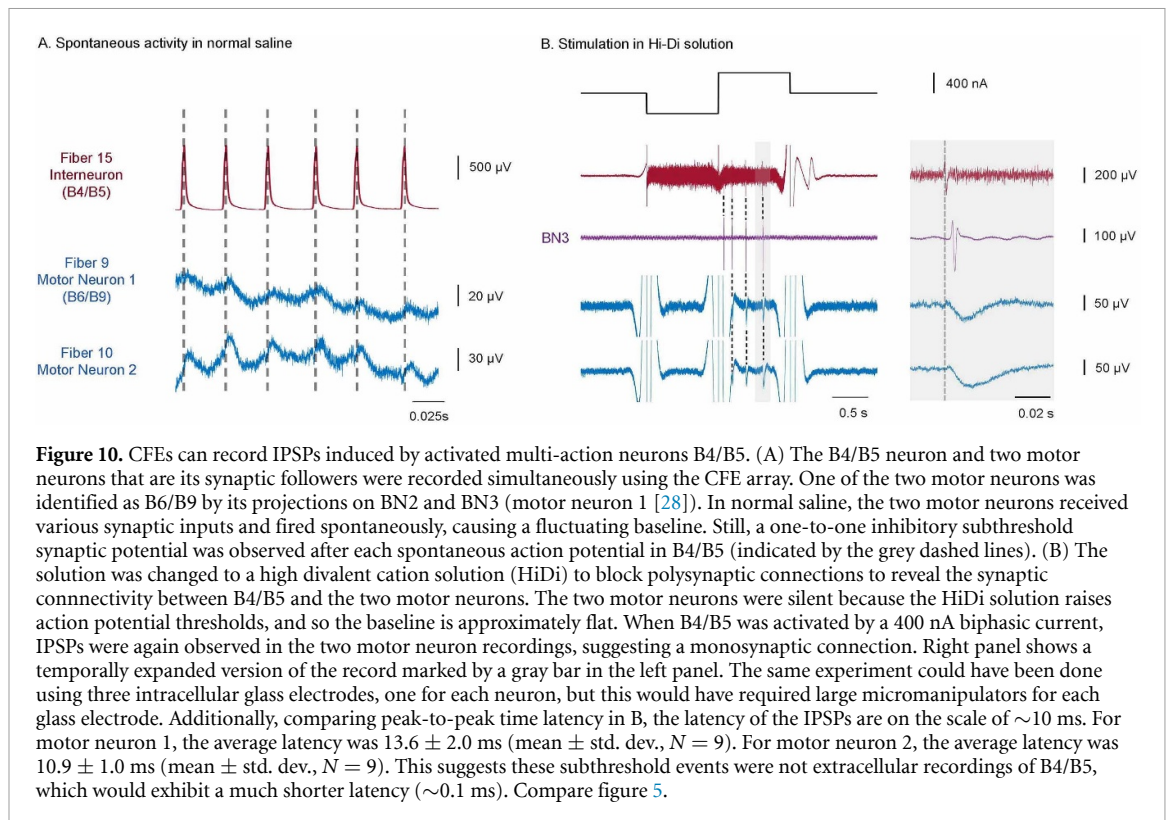 A. Spontaneous activity in normal saline
B. Stimulation in Hi-Di solution
400 nA
Fiber 15
Interneuron
(B4/B5)
500 µV
200 µV
BN3
100 µV
Fiber 9
Motor Neuron 1
(B6/B9)
20 µV
50 µV
Fiber 10
Motor Neuron 2
30 µV
50 µV
0.025s
0.5 s
0.02 s
Figure 10. CFEs can record IPSPs induced by activated multi-action neurons B4/B5. (A) The B4/B5 neuron and two motor
neurons that are its synaptic followers were recorded simultaneously using the CFE array. One of the two motor neurons was
identified as B6/B9 by its projections on BN2 and BN3 (motor neuron 1 [28]). In normal saline, the two motor neurons received
various synaptic inputs and fired spontaneously, causing a fluctuating baseline. Still, a one-to-one inhibitory subthreshold
synaptic potential was observed after each spontaneous action potential in B4/B5 (indicated by the grey dashed lines). (B) The
solution was changed to a high divalent cation solution (HiDi) to block polysynaptic connections to reveal the synaptic
connnectivity between B4/B5 and the two motor neurons. The two motor neurons were silent because the HiDi solution raises
action potential thresholds, and so the baseline is approximately flat. When B4/B5 was activated by a 400 nA biphasic current,
IPSPs were again observed in the two motor neuron recordings, suggesting a monosynaptic connection. Right panel shows a
temporally expanded version of the record marked by a gray bar in the left panel. The same experiment could have been done
using three intracellular glass electrodes, one for each neuron, but this would have required large micromanipulators for each
glass electrode. Additionally, comparing peak-to-peak time latency in B, the latency of the IPSPs are on the scale of ∼10 ms. For
motor neuron 1, the average latency was 13.6 ± 2.0 ms (mean ± std. dev., N = 9). For motor neuron 2, the average latency was
10.9 ± 1.0 ms (mean ± std. dev., N = 9). This suggests these subthreshold events were not extracellular recordings of B4/B5,
which would exhibit a much shorter latency (∼0.1 ms). Compare figure 5.